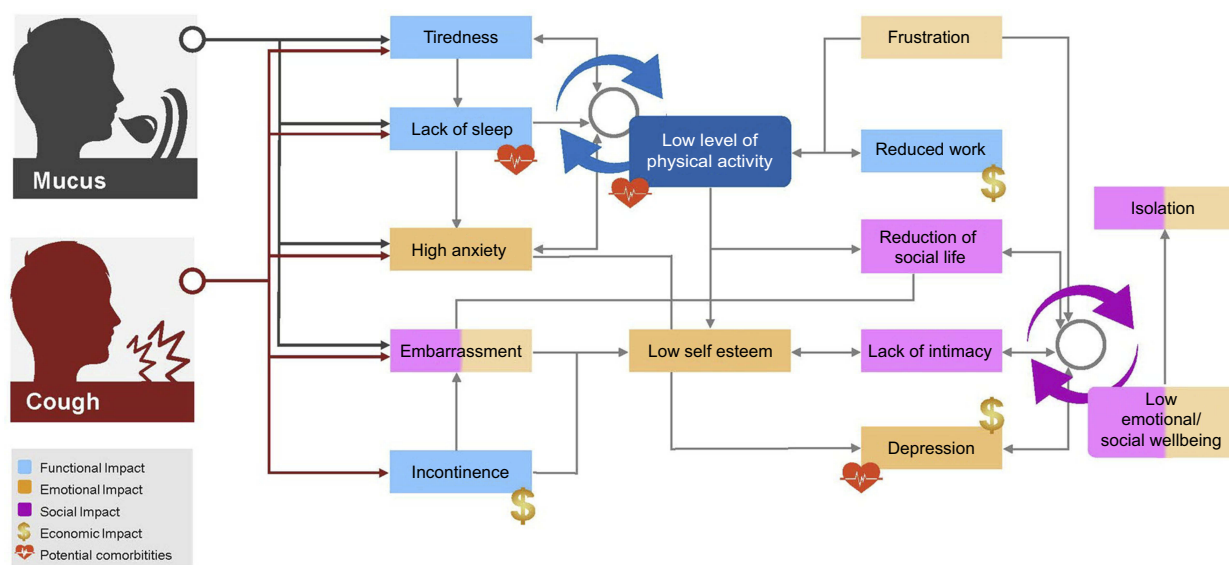 Mucus
Cough
Tiredness
Lack of sleep
High anxiety
Embarrassment
Incontinence
Low level of
physical activity
Low self esteem
Frustration
Reduced work
$
Reduction of
social life
Lack of intimacy
$
Depression
$
Isolation
Low
emotional/
social wellbeing
Functional Impact
Emotional Impact
Social Impact
$ Economic Impact
Potential comorbitities